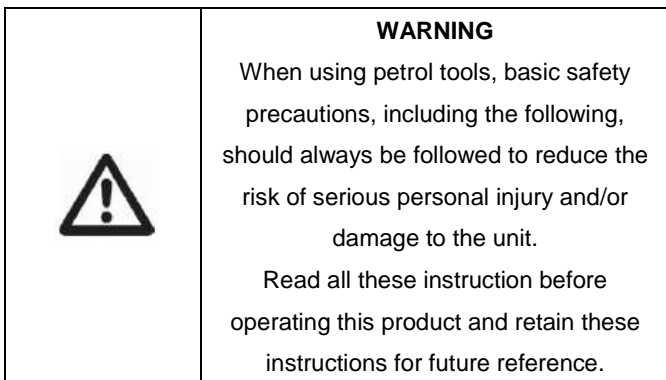 WARNING
When using petrol tools, basic safety
precautions, including the following,
should always be followed to reduce the
risk of serious personal injury and/or
damage to the unit.
Read all these instruction before
operating this product and retain these
instructions for future reference.